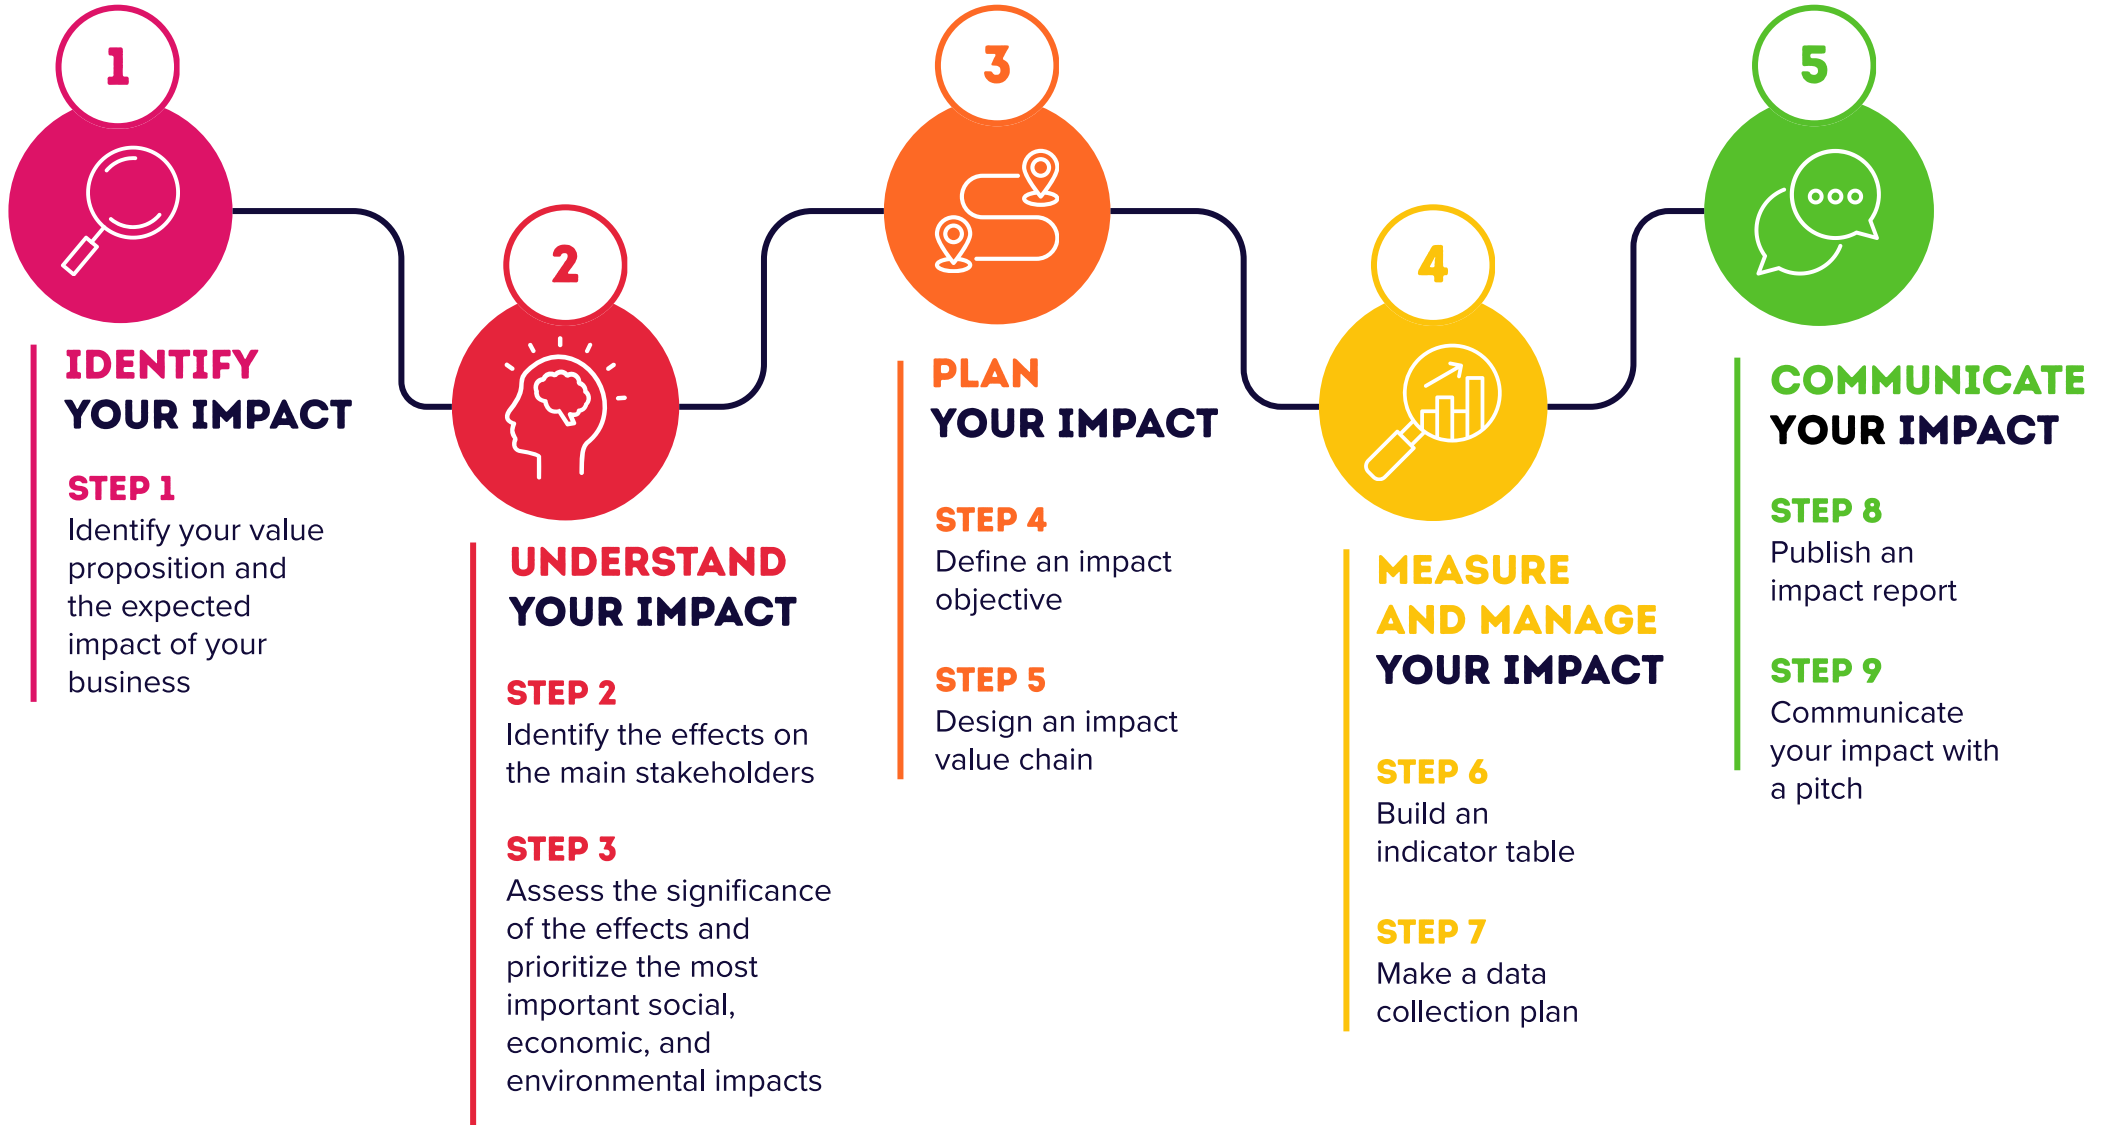 1
IDENTIFY
YOUR IMPACT
STEP 1
Identify your value
proposition and
the expected
impact of your
business
2
UNDERSTAND
YOUR IMPACT
STEP 2
Identify the effects on
the main stakeholders
STEP 3
Assess the significance
of the effects and
prioritize the most
important social,
economic, and
environmental impacts
3
PLAN
YOUR IMPACT
STEP 4
Define an impact
objective
STEP 5
Design an impact
value chain
4
MEASURE
AND MANAGE
YOUR IMPACT
STEP 6
Build an
indicator table
STEP 7
Make a data
collection plan
5
COMMUNICATE
YOUR IMPACT
STEP 8
Publish an
impact report
STEP 9
Communicate
your impact with
a pitch